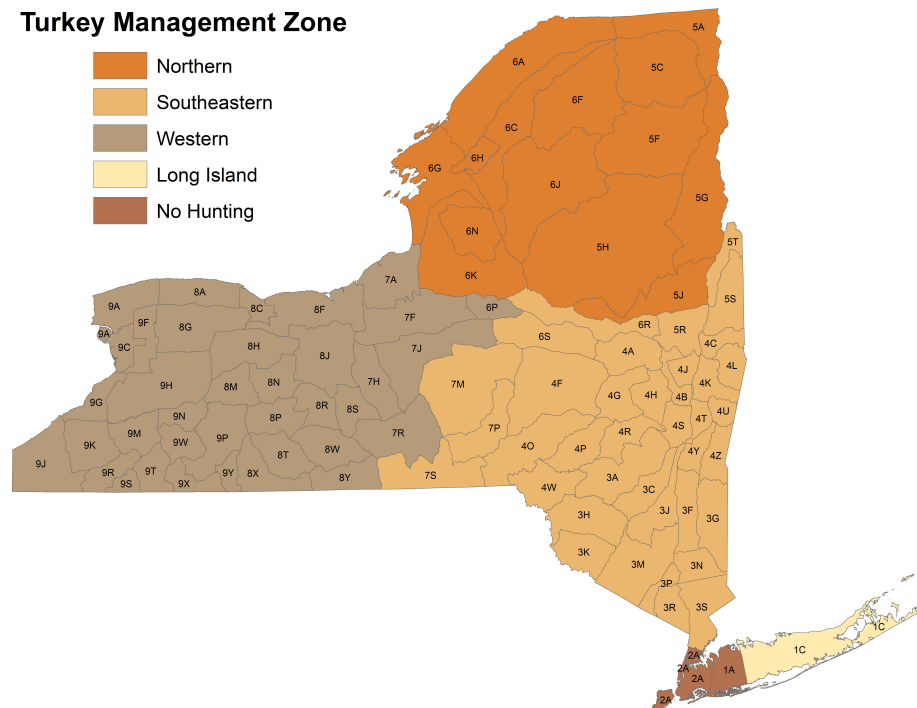 Turkey Management Zone
Northern
Southeastern
Western
Long Island
No Hunting
5A
6A
5C
6F
6C
5F
6H
6G
6J
5G
6N
5H
5T
6K
7A
5J
5S
8A
9A
8C
8F
6P
7F
9F
8G
6R
5R
9A
6S
4C
9C
8H
7J
8J
4A
4L
4J
7H
7M
4F
4K
9H
8M
8N
4G
4H
4B
9G
8R
8S
4U
9N
8P
4T
7P
4S
9M
9P
7R
4R
9K
9W
4O
4P
8W
4Y
4Z
8T
9J
9R
9T
9Y
8X
7S
8Y
3A
9S
9X
4W
3C
3J
3F
3H
3G
3K
3M
3N
3P
3R
3S
1C
1C
2A
2A
1A
2A
2A